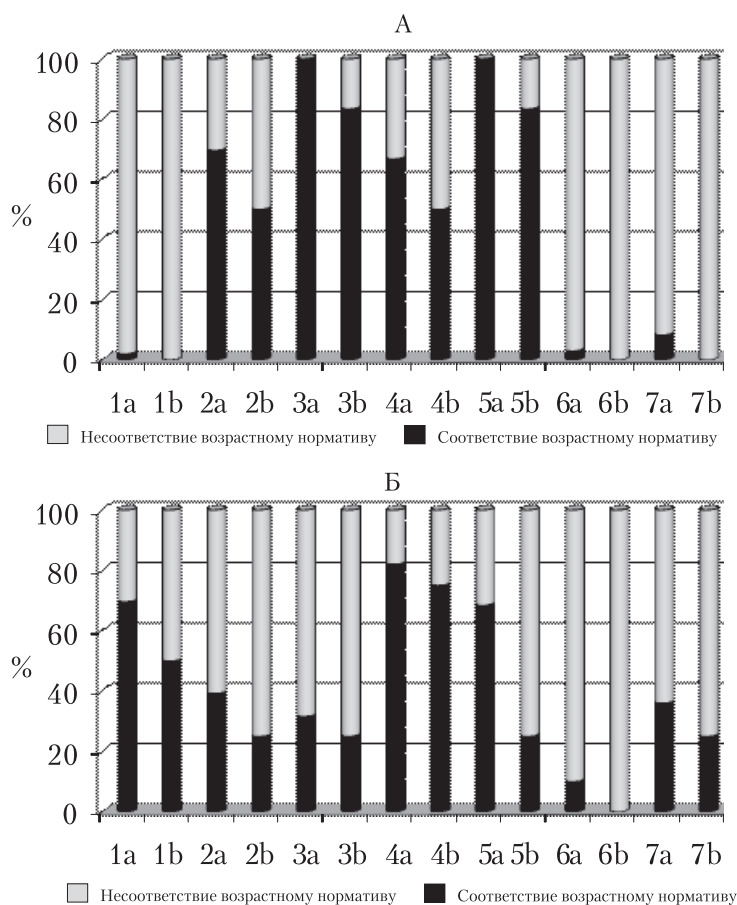 А
100
80
60
%
40
20
0
1a 1b 2a 2b 3a 3b 4a 4b 5a 5b 6a 6b 7a 7b
Несоответствие возрастному нормативу Соответствие возрастному нормативу
Б
100
80
60
%
40
20
0
1a 1b 2a 2b 3a 3b 4a 4b 5a 5b 6a 6b 7a 7b
Несоответствие возрастному нормативу Соответствие возрастному нормативу